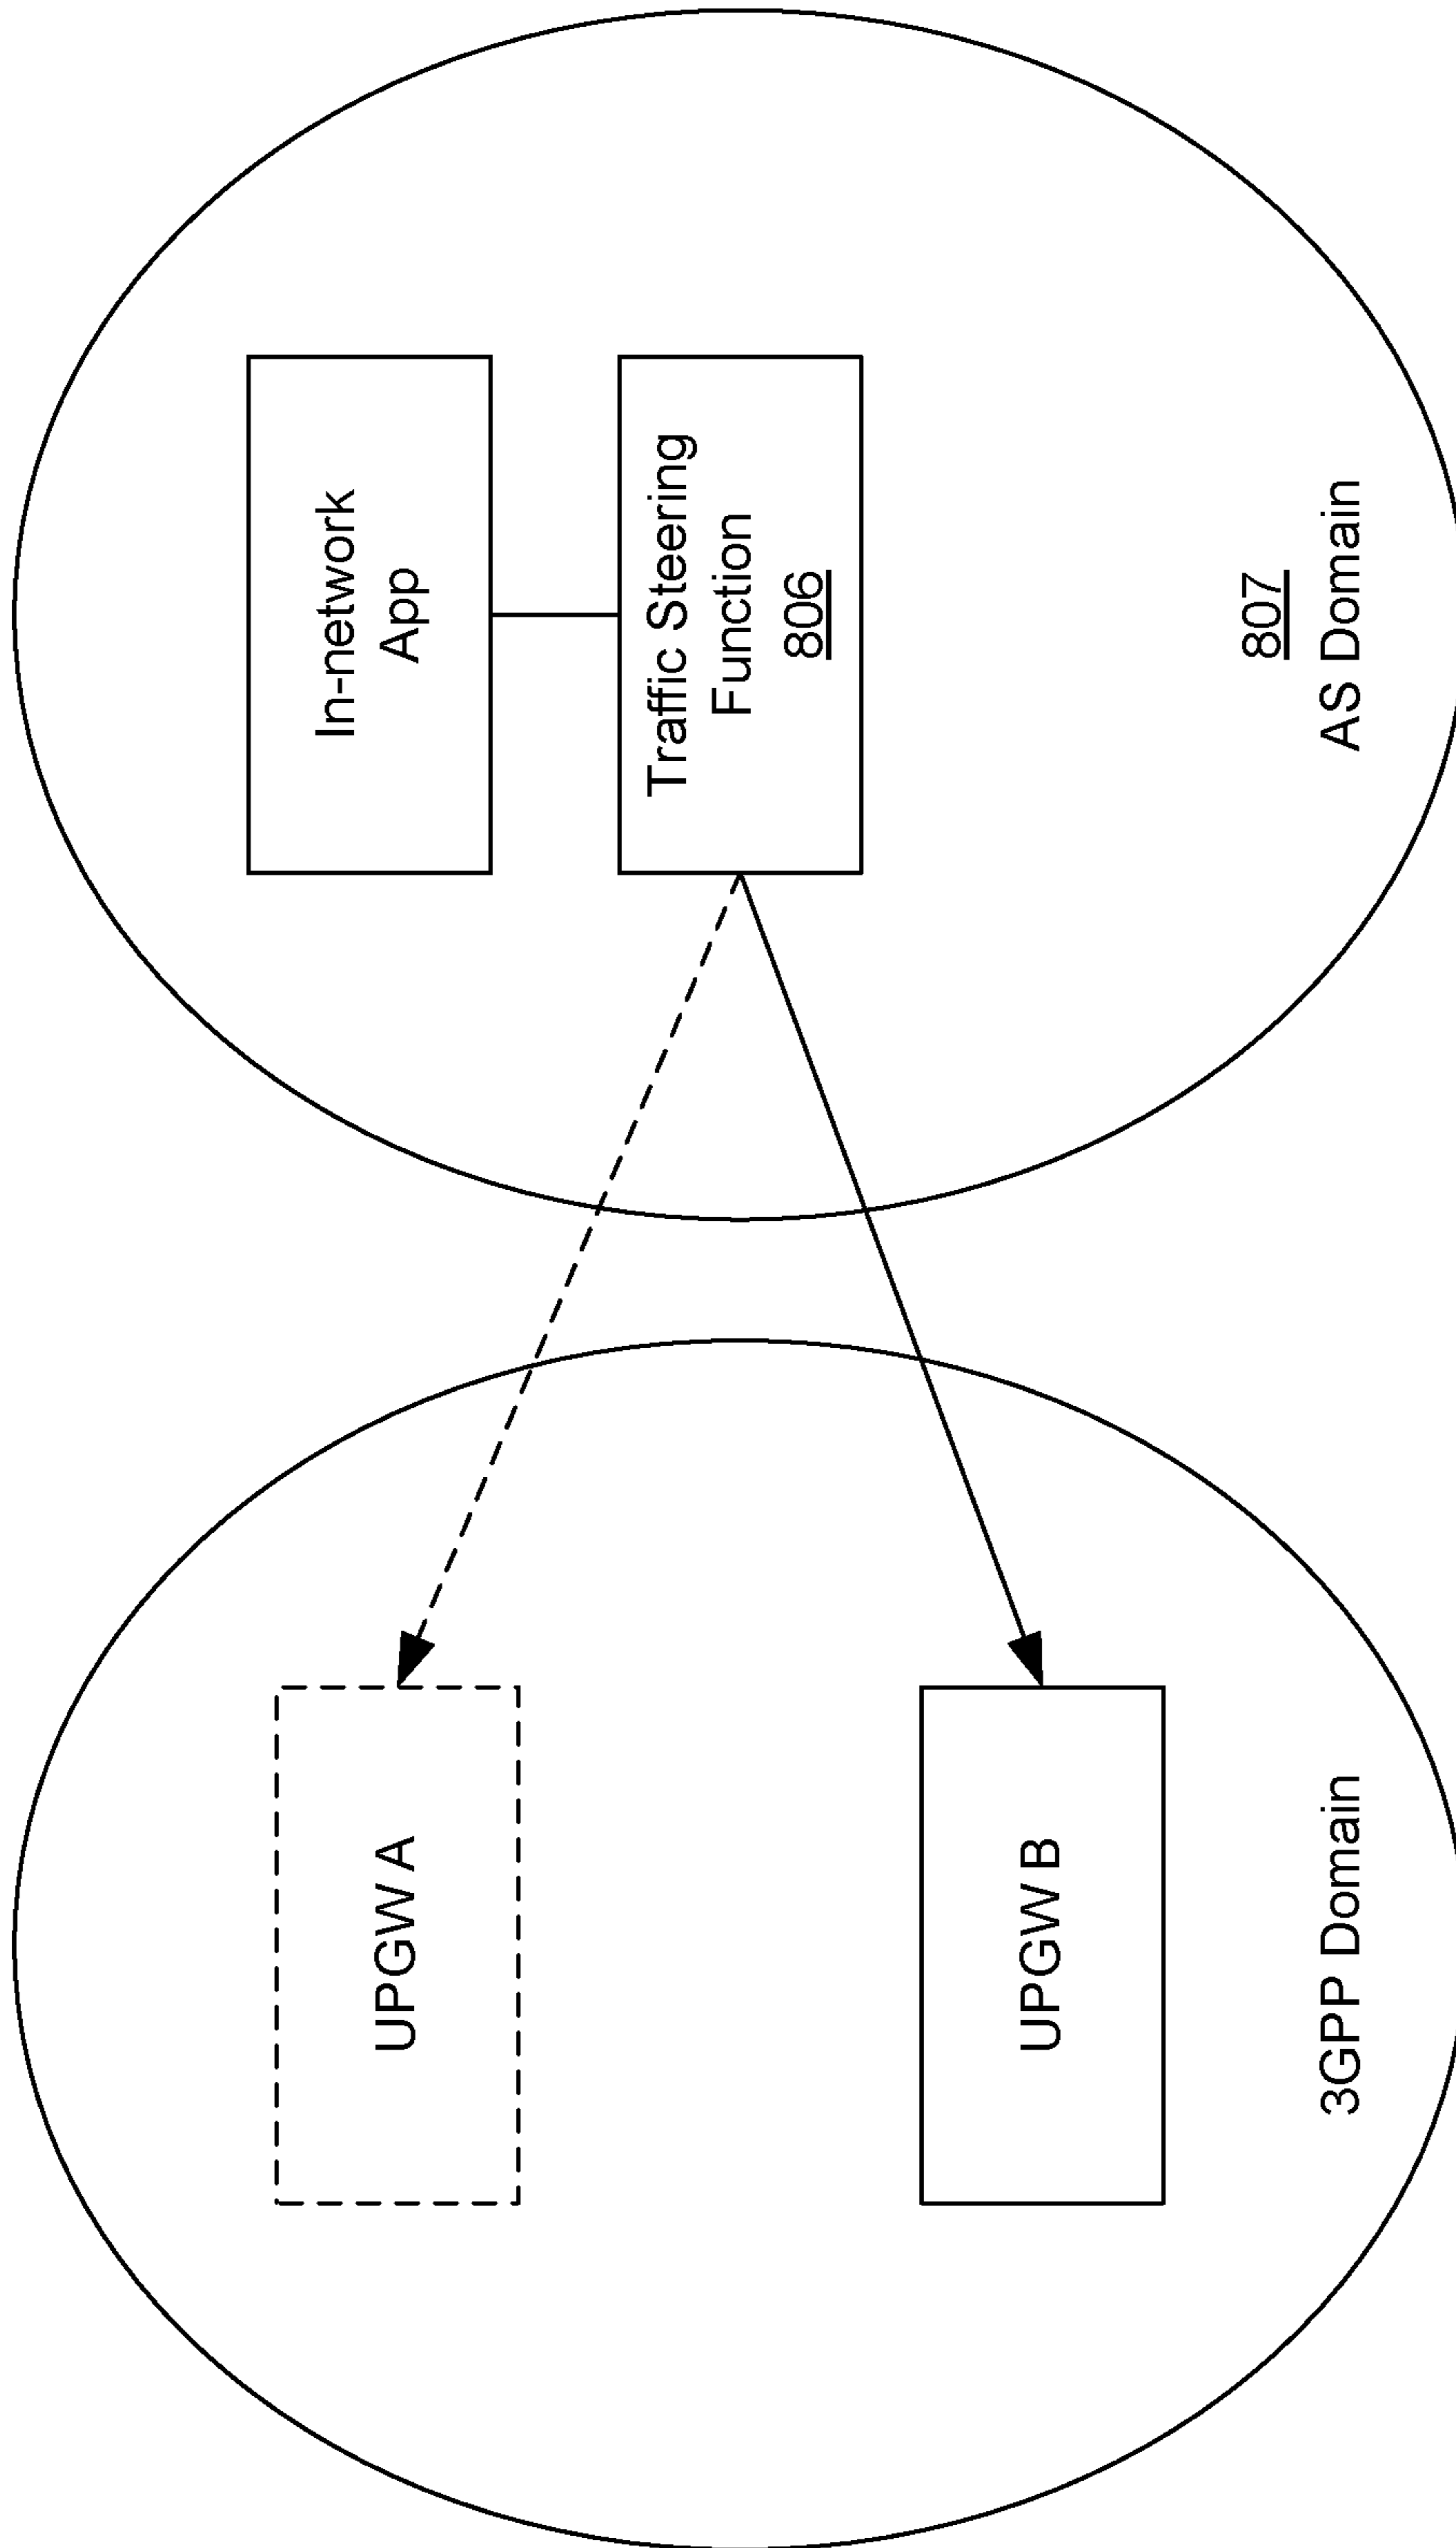 UPGW A
UPGW B
3GPP Domain
In-network
App
Traffic Steering
Function
806
807
AS Domain